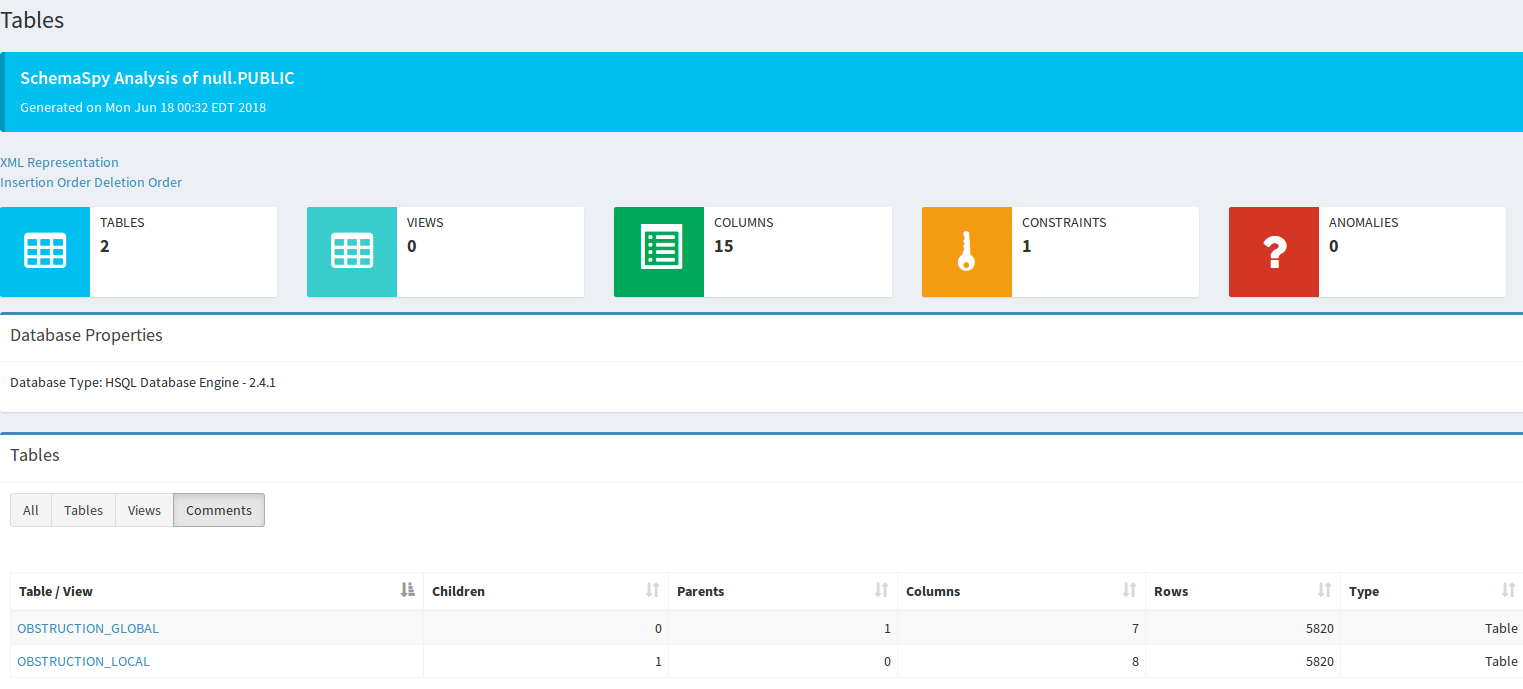 Tables
SchemaSpy Analysis of null.PUBLIC
Generated on Mon Jun 18 00:32 EDT 2018
XML Representation
Insertion Order Deletion Order
TABLES
2
VIEWS
0
COLUMNS
15
CONSTRAINTS
1
ANOMALIES
0
Database Properties
Database Type: HSQL Database Engine - 2.4.1
Tables
All Tables Views Comments
Table / View Children Parents Columns Rows Type
OBSTRUCTION_GLOBAL 0 1 7 5820 Table
OBSTRUCTION_LOCAL 1 0 8 5820 Table